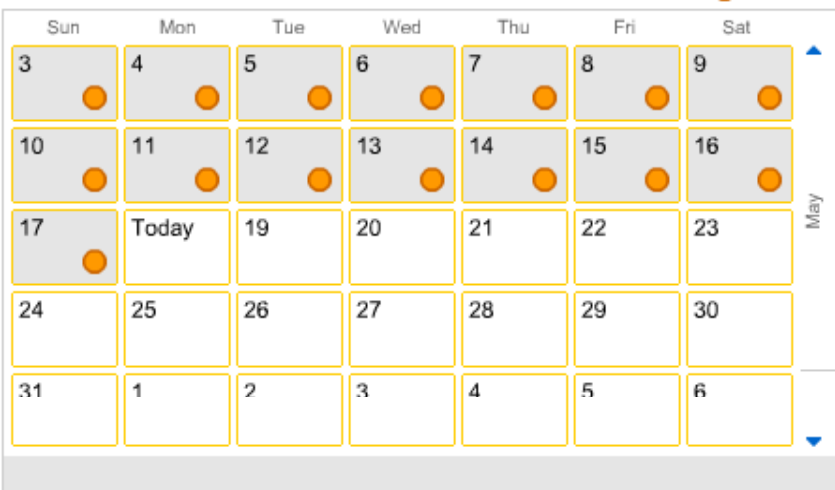 Sun Mon Tue Wed Thu Fri Sat
3 4 5 6 7 8 9
10 11 12 13 14 15 16
May
17 Today 19 20 21 22 23
24 25 26 27 28 29 30
31 1 2 3 4 5 6